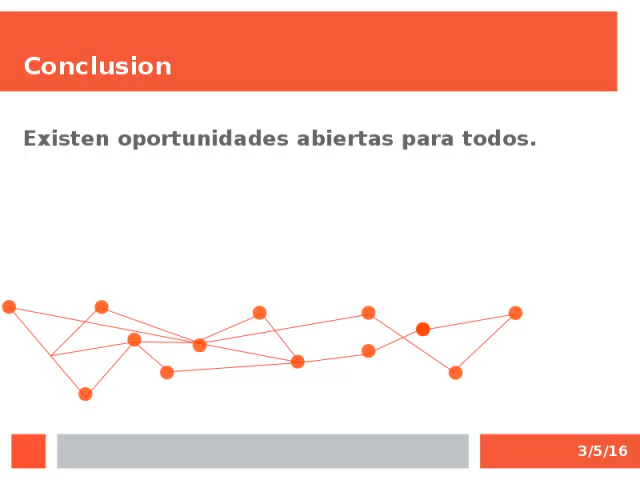 Conclusion
Existen oportunidades abiertas para todos.
3/5/16